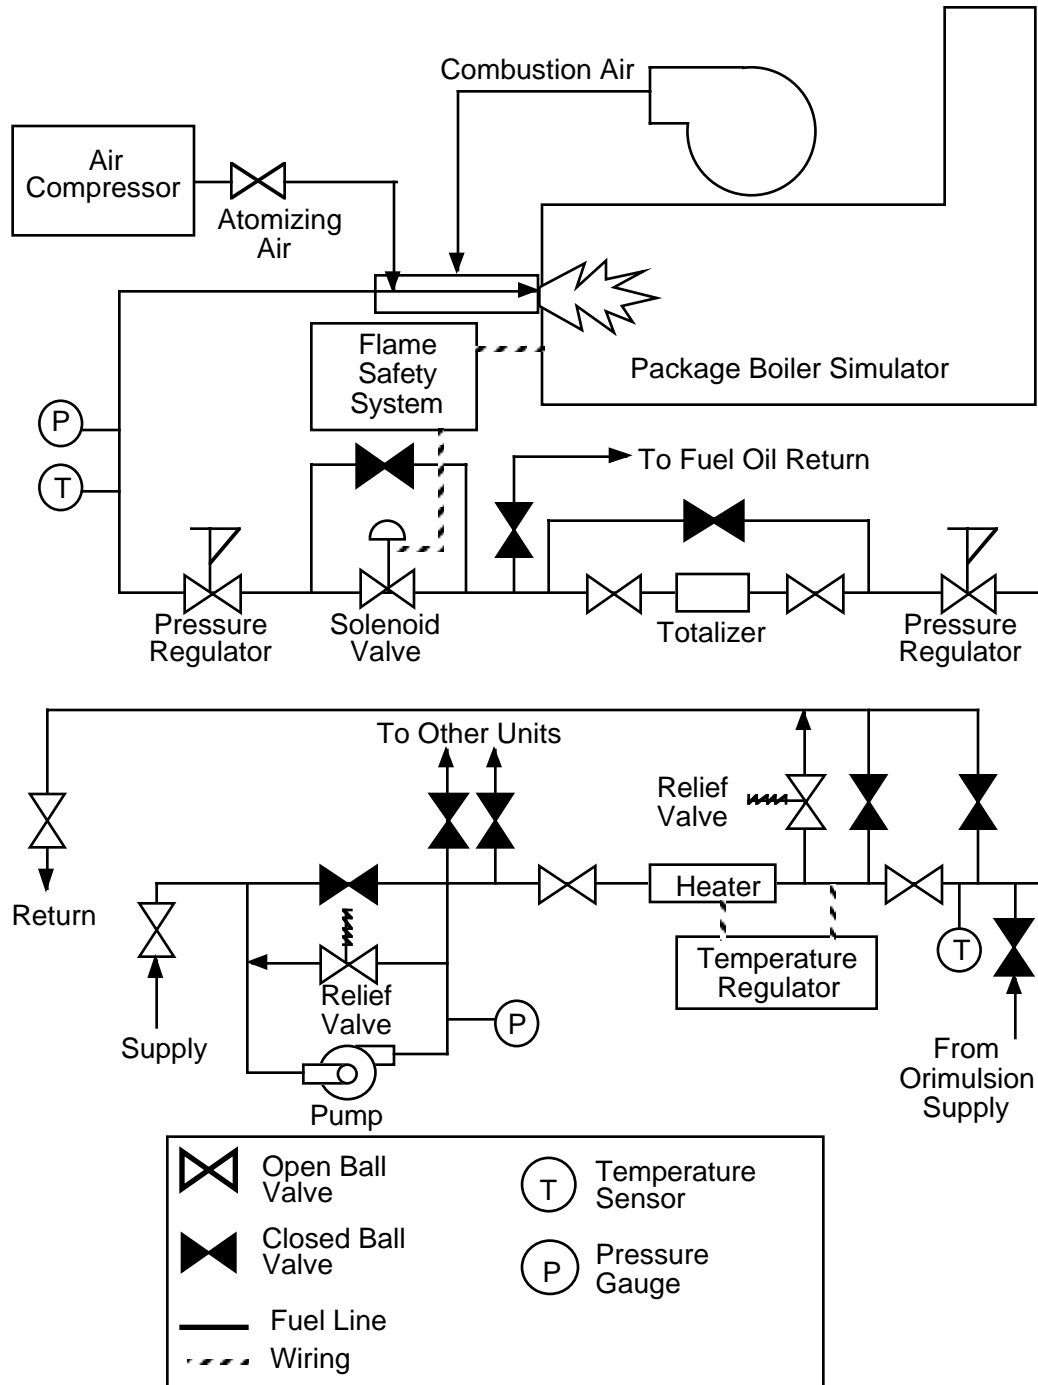 Combustion Air
Air
Compressor
Atomizing
Air
Flame
Safety
System
Package Boiler Simulator
P
T
To Fuel Oil Return
Pressure
Regulator
Solenoid
Valve
Totalizer
Pressure
Regulator
To Other Units
Relief
Valve
Return
Heater
Temperature
Regulator
T
Supply
Relief
Valve
P
Pump
From
Orimulsion
Supply
Open Ball
Valve
T
Temperature
Sensor
Closed Ball
Valve
P
Pressure
Gauge
Fuel Line
Wiring